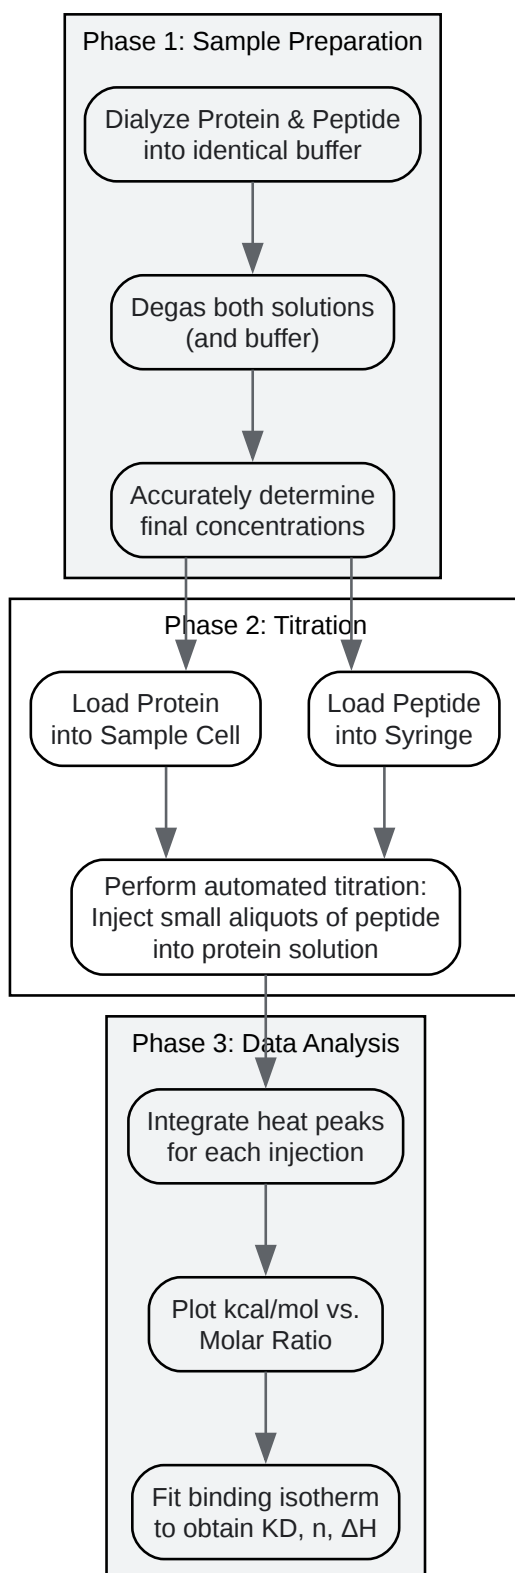 Phase 1: Sample Preparation
Dialyze Protein & Peptide
into identical buffer
Degas both solutions
(and buffer)
Accurately determine
final concentrations
Phase 2: Titration
Load Protein
into Sample Cell
Load Peptide
into Syringe
Perform automated titration:
Inject small aliquots of peptide
into protein solution
Phase 3: Data Analysis
Integrate heat peaks
for each injection
Plot kcal/mol vs.
Molar Ratio
Fit binding isotherm
to obtain KD, n, ΔH